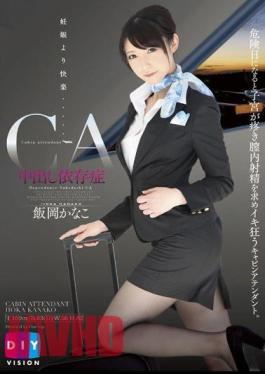 危険日になると子宮が疼き膣内射精を求めイキ狂うキャビンアテンダント。
妊娠より快楽・・・・・・
CA
Cabin attendant
中出し依存症
飯岡かなこ
CABIN ATTENDANT
IIOKA KANAKO
DIY
VISION
HD